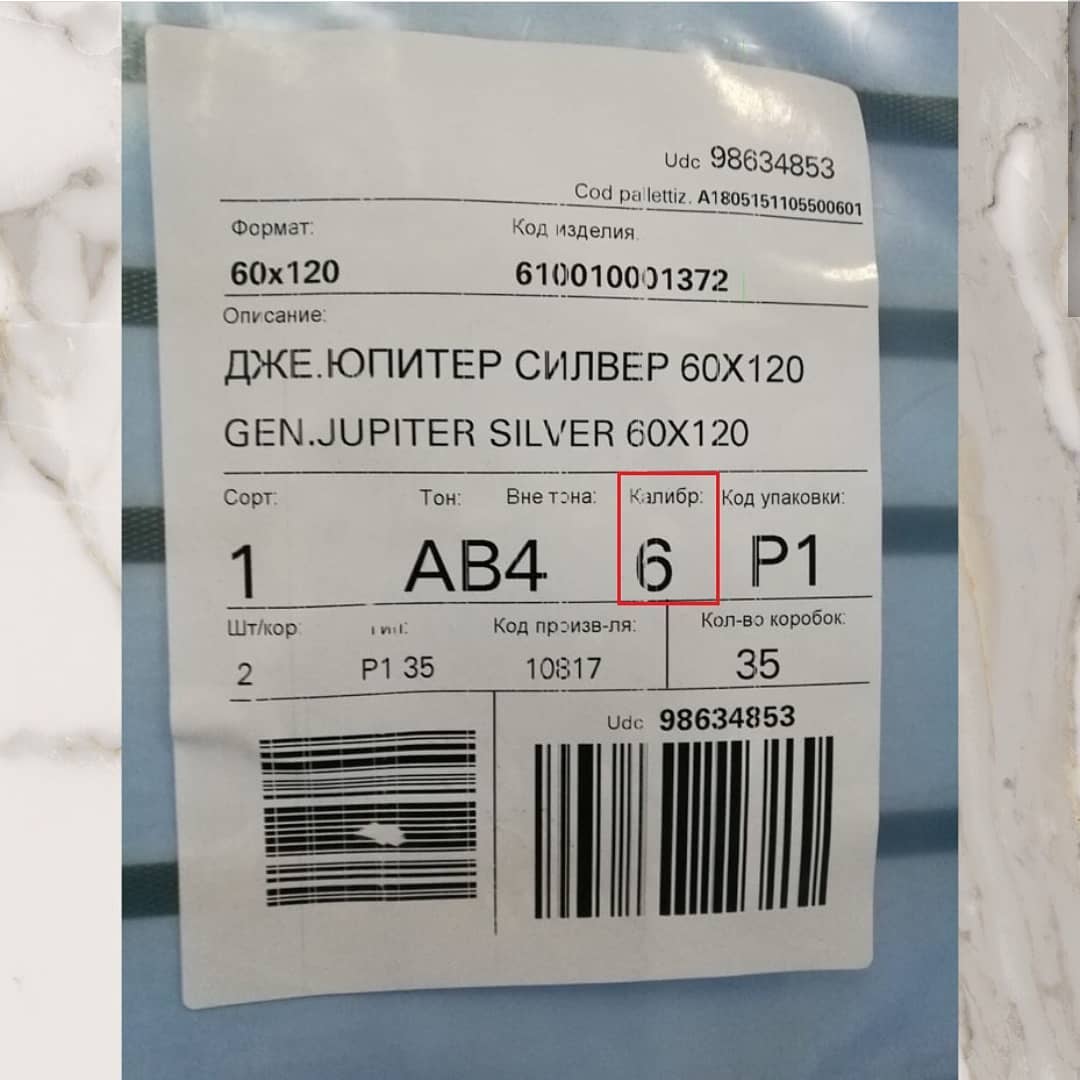 Udc 98634853
Cod pallettiz. A1805151105500601
Формат: Код изделия.
60x120 610010001372
Описание:
ДЖЕ.ЮПИТЕР СИЛВЕР 60X120
GEN.JUPITER SILVER 60X120
Сорт: Тон: Вне тона: Калибр: Код упаковки:
1 AB4 6 P1
Шт/кор: Код произв-ля: Кол-во коробок:
2 P1 35 10817 35
Udc 98634853